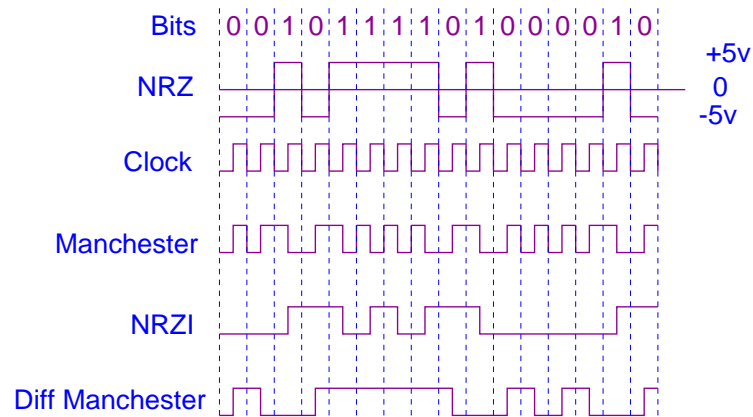 Bits 0 0 1 0 1 1 1 1 0 1 0 0 0 0 1 0
+5v
NRZ 0
-5v
Clock
Manchester
NRZI
Diff Manchester